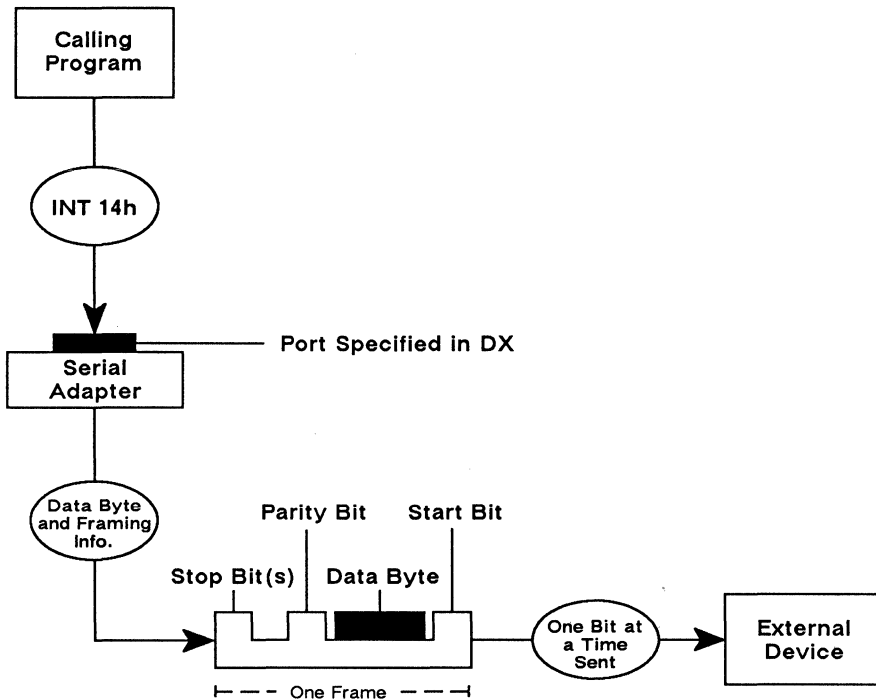 Calling
Program
INT 14h
Port Specified in DX
Serial
Adapter
Data Byte
and Framing
Info.
Parity Bit
Start Bit
Stop Bit(s)
Data Byte
One Bit at
a Time
Sent
External
Device
One Frame